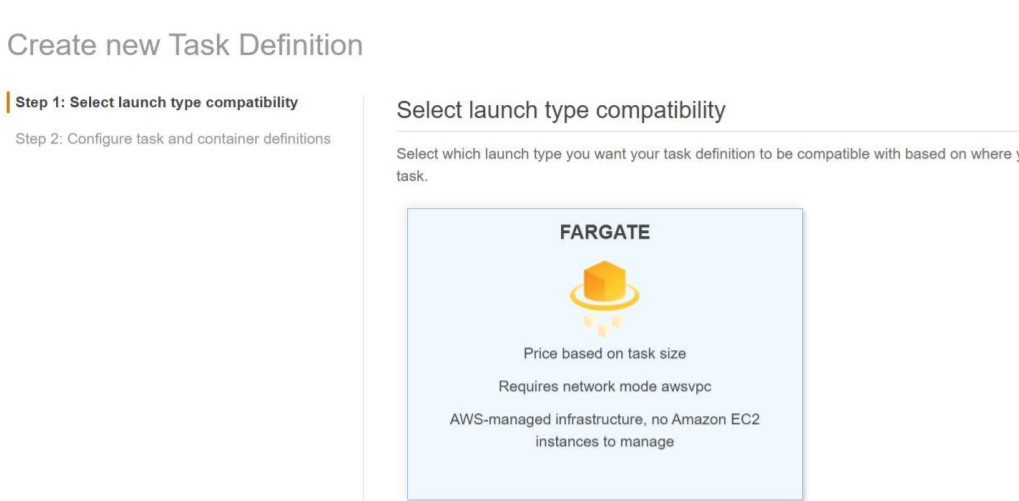 Create new Task Definition
Step 1: Select launch type compatibility
Step 2: Configure task and container definitions
Select launch type compatibility
Select which launch type you want your task definition to be compatible with based on where
task.
FARGATE
Price based on task size
Requires network mode awsvpc
AWS-managed infrastructure, no Amazon EC2
instances to manage